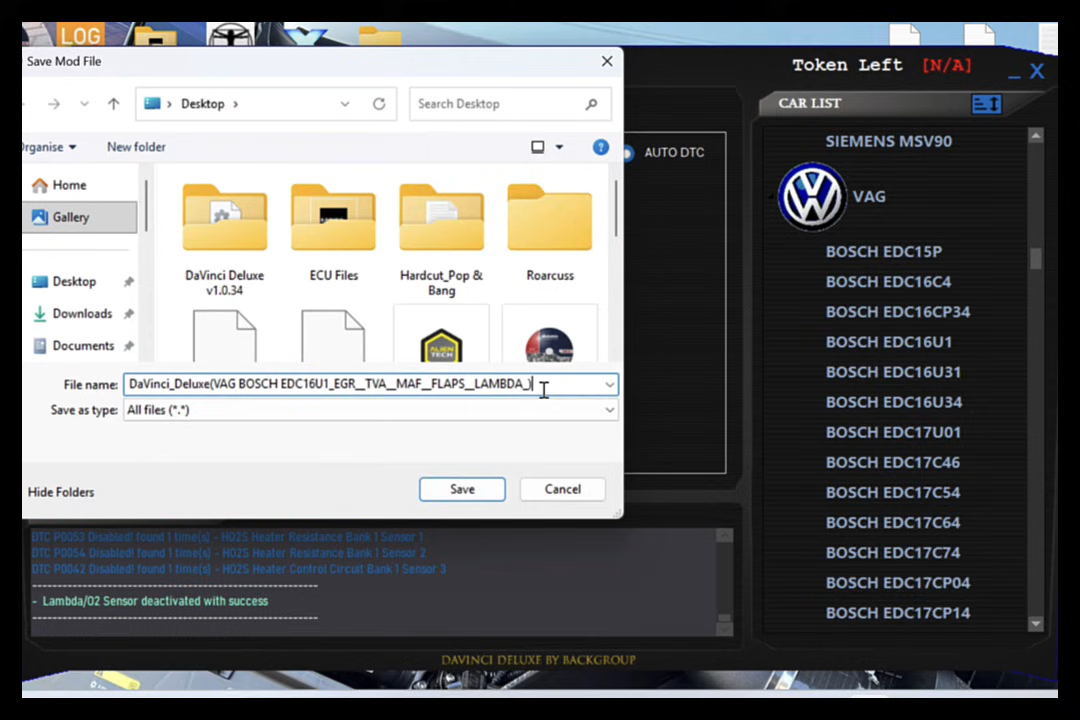 LOG
Save Mod File
Token Left [N/A]
Desktop
Search Desktop
CAR LIST
rganise
New folder
AUTO DTC
SIEMENS MSV90
Home
Gallery
VAG
Desktop
Downloads
Documents
DaVinci Deluxe
v1.0.34
ECU Files
Hardcut_Pop &
Bang
Roarcuss
ALIEN
TECH
BOSCH EDC15P
BOSCH EDC16C4
BOSCH EDC16CP34
BOSCH EDC16U1
BOSCH EDC16U31
BOSCH EDC16U34
BOSCH EDC17U01
BOSCH EDC17C46
BOSCH EDC17C54
BOSCH EDC17C64
BOSCH EDC17C74
BOSCH EDC17CP04
BOSCH EDC17CP14
File name: DaVinci_Deluxe(VAG BOSCH EDC16U1_EGR__TVA__MAF__FLAPS__LAMBDA_)
Save as type: All files (*.*)
Hide Folders
Save
Cancel
DTC P0053 Disabled! found 1 time(s) - HO2S Heater Resistance Bank 1 Sensor 1
DTC P0054 Disabled! found 1 time(s) - HO2S Heater Resistance Bank 1 Sensor 2
DTC P0042 Disabled! found 1 time(s) - HO2S Heater Control Circuit Bank 1 Sensor 3
- Lambda/O2 Sensor deactivated with success
DAVINCI DELUXE BY BACKGROUP